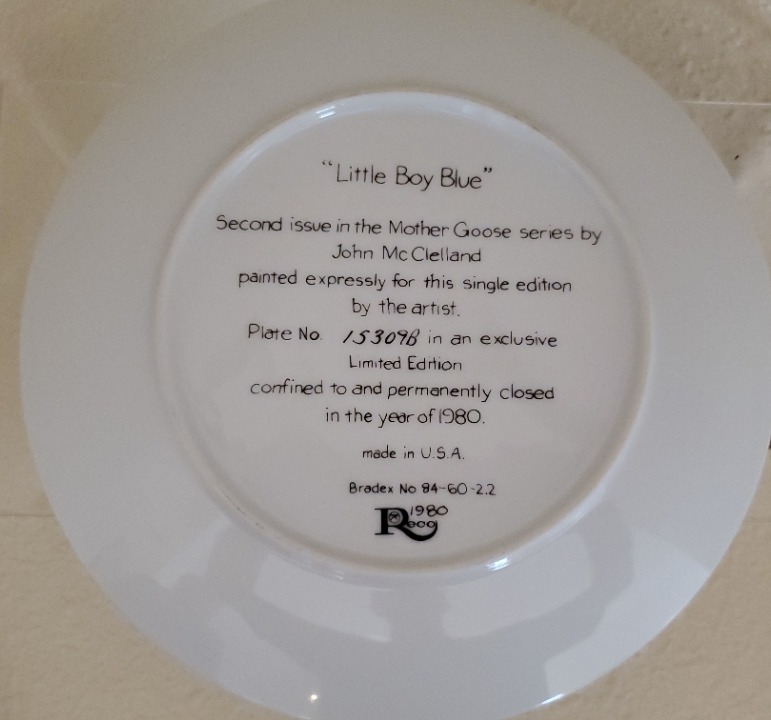 “Little Boy Blue”
Second issue in the Mother Goose series by
John McClelland
painted expressly for this single edition
by the artist.
Plate No. 15309B in an exclusive
Limited Edition
confined to and permanently closed
in the year of 1980.
made in U.S.A.
Bradex No 84-60-2.2
1980
Reco